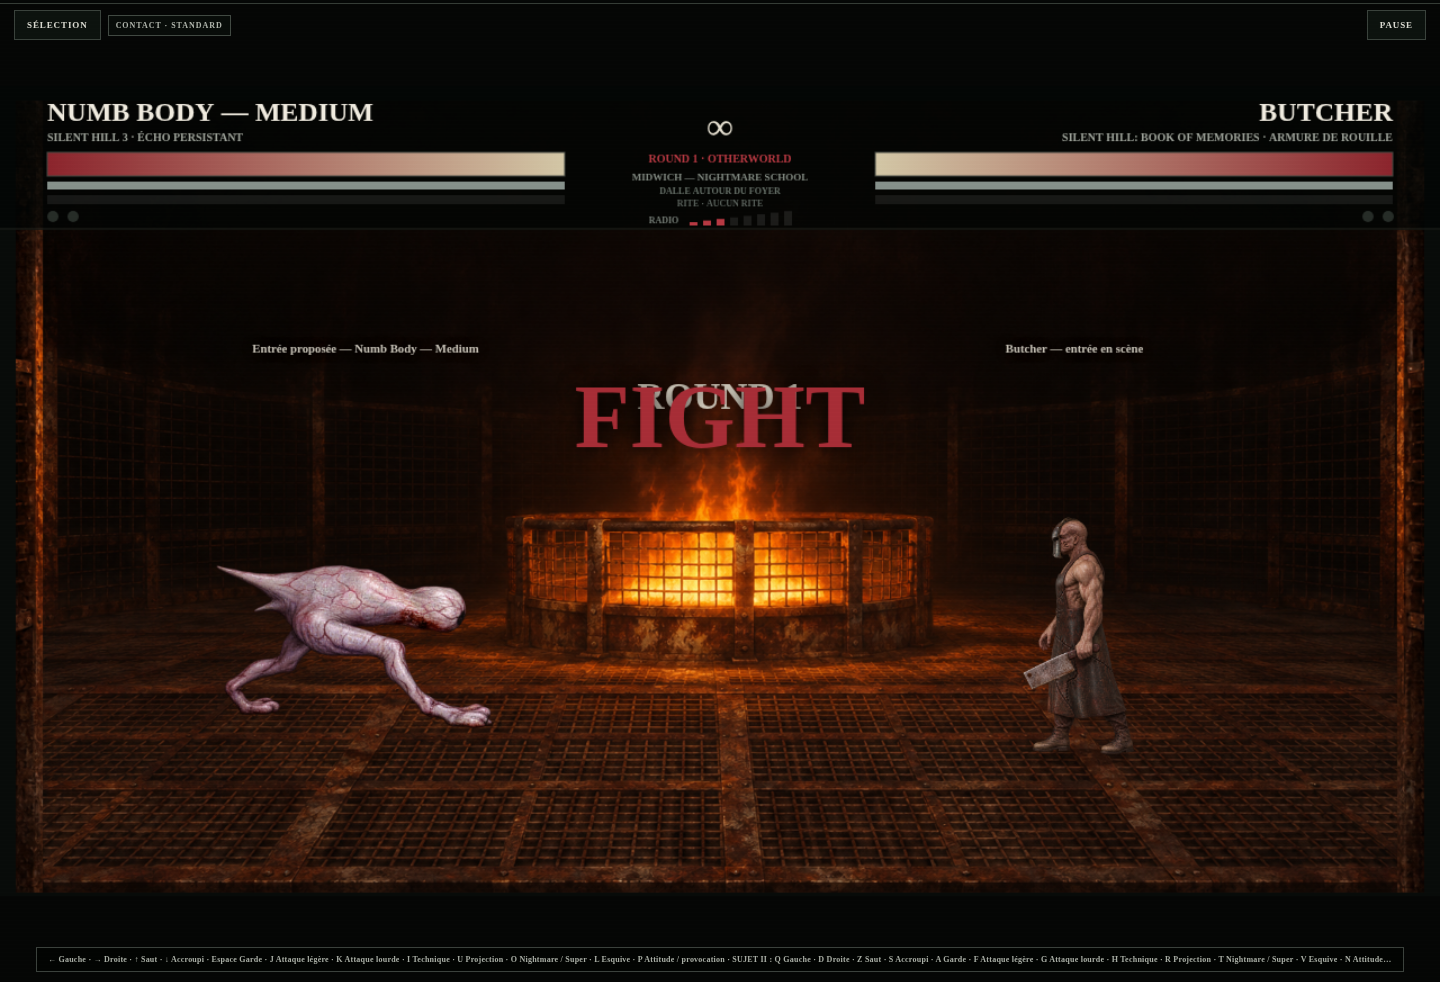 SÉLECTION
CONTACT - STANDARD
PAUSE
NUMB BODY — MEDIUM
SILENT HILL 3 · ÉCHO PERSISTANT
∞
ROUND 1 · OTHERWORLD
MIDWICH — NIGHTMARE SCHOOL
DALLE AUTOUR DU FOYER
RITE · AUCUN RITE
RADIO
BUTCHER
SILENT HILL: BOOK OF MEMORIES · ARMURE DE ROUILLE
Entrée proposée — Numb Body — Medium
Butcher — entrée en scène
ROUND 1
FIGHT
← Gauche · → Droite · ↑ Saut · ↓ Accroupi · Espace Garde · J Attaque légère · K Attaque lourde · I Technique · U Projection · O Nightmare / Super · L Esquive · P Attitude / provocation · SUJET II : Q Gauche · D Droite · Z Saut · S Accroupi · A Garde · F Attaque légère · G Attaque lourde · H Technique · R Projection · T Nightmare / Super · V Esquive · N Attitude…